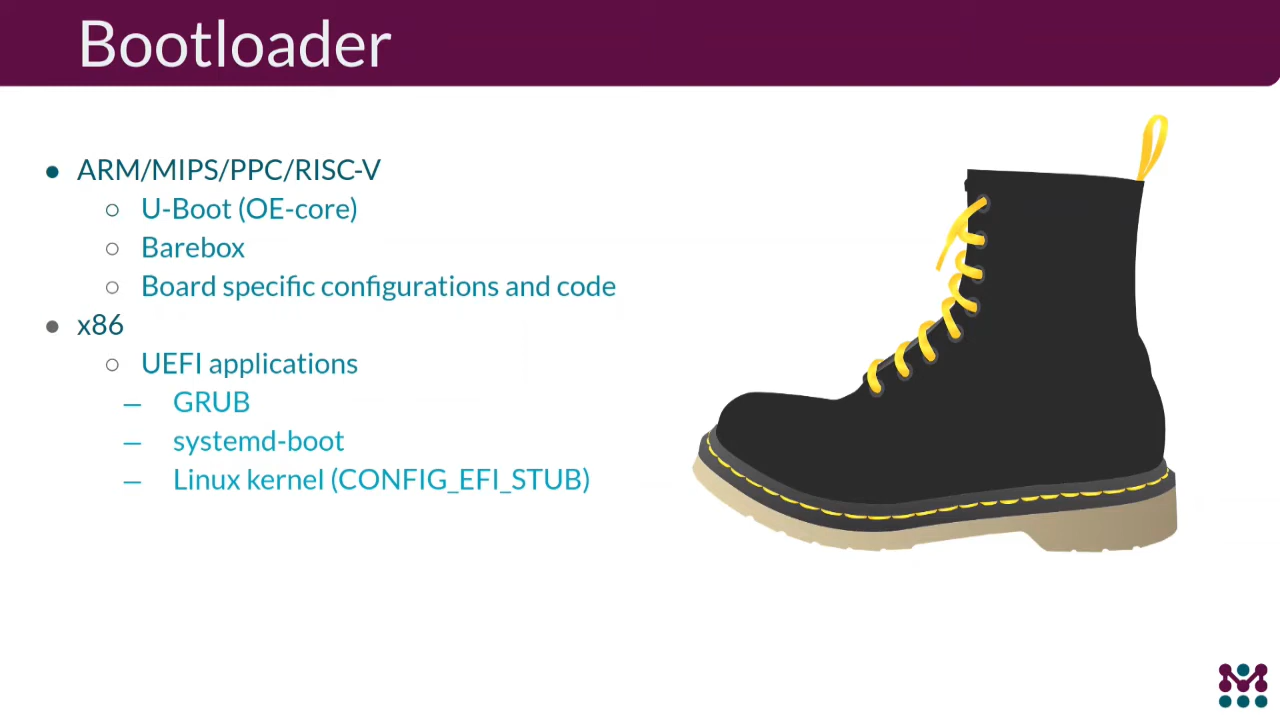 Bootloader
● ARM/MIPS/PPC/RISC-V
○ U-Boot (OE-core)
○ Barebox
○ Board specific configurations and code
● x86
○ UEFI applications
– GRUB
– systemd-boot
– Linux kernel (CONFIG_EFI_STUB)